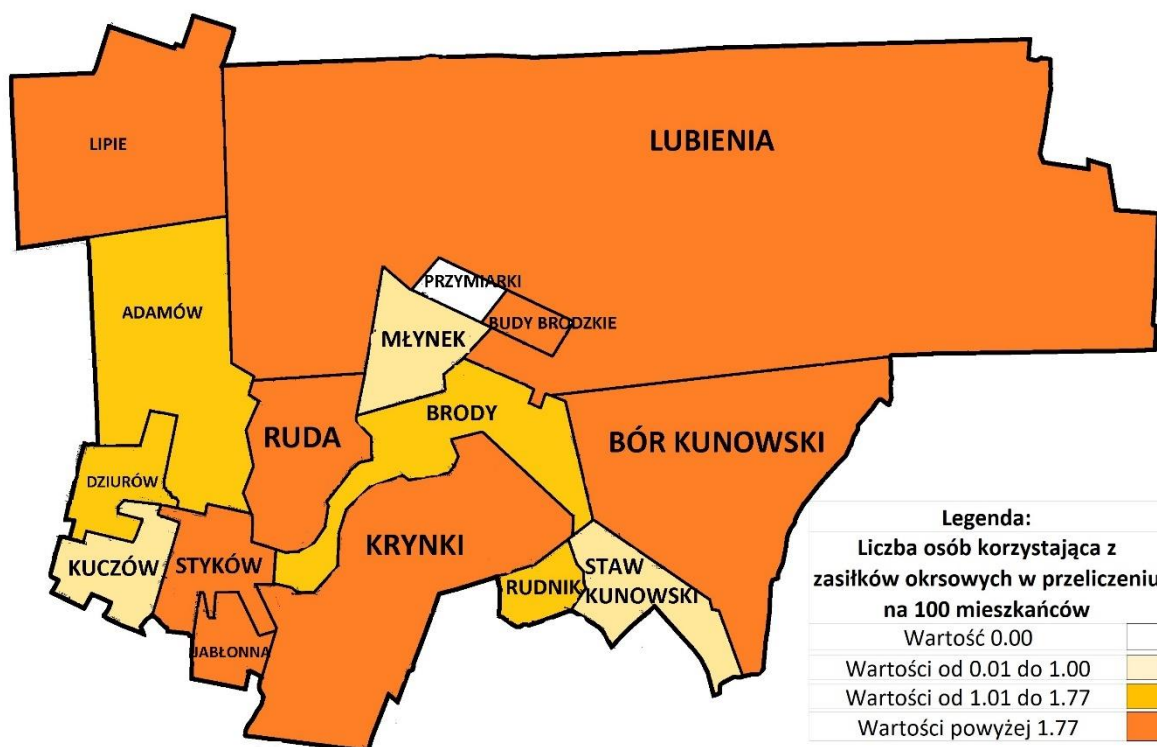 LIPIE
LUBIENIA
ADAMÓW
PRZYMIARKI
BUDY BRODZKIE
MŁYNEK
BRODY
RUDA
BÓR KUNOWSKI
DZIURÓW
KUCZÓW
STYKÓW
KRYNKI
RUDNIK
STAW
KUNOWSKI
JABŁONNA
Legenda:
Liczba osób korzystająca z
zasiłków okrsowych w przeliczeniu
na 100 mieszkańców
Wartość 0.00
Wartości od 0.01 do 1.00
Wartości od 1.01 do 1.77
Wartości powyżej 1.77